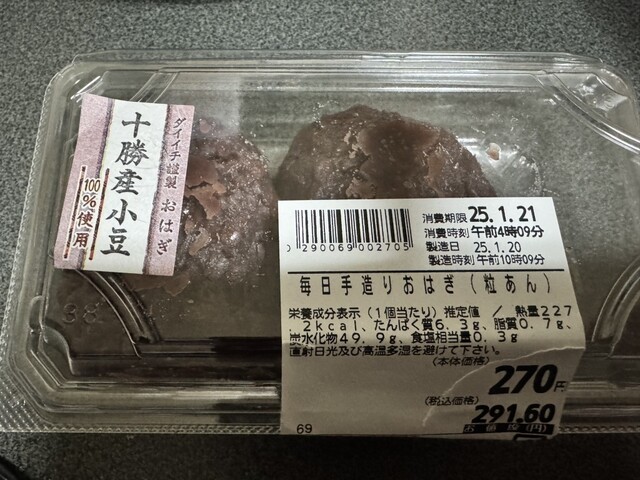 ダイイチ謹製 おはぎ
十勝産小豆
100%使用
0 290069 002705
消費期限 25.1.21
消費時刻 午前4時09分
製造日 25.1.20
製造時刻 午前10時09分
毎日手造りおはぎ(粒あん)
栄養成分表示(1個当たり)推定値 / 熱量227
.2kcal、たんぱく質6.3g、脂質0.7g、
炭水化物49.9g、食塩相当量0.3g
直射日光及び高温多湿を避けて下さい。
(本体価格)
270円
(税込価格)
291.60
お値段(円)
69